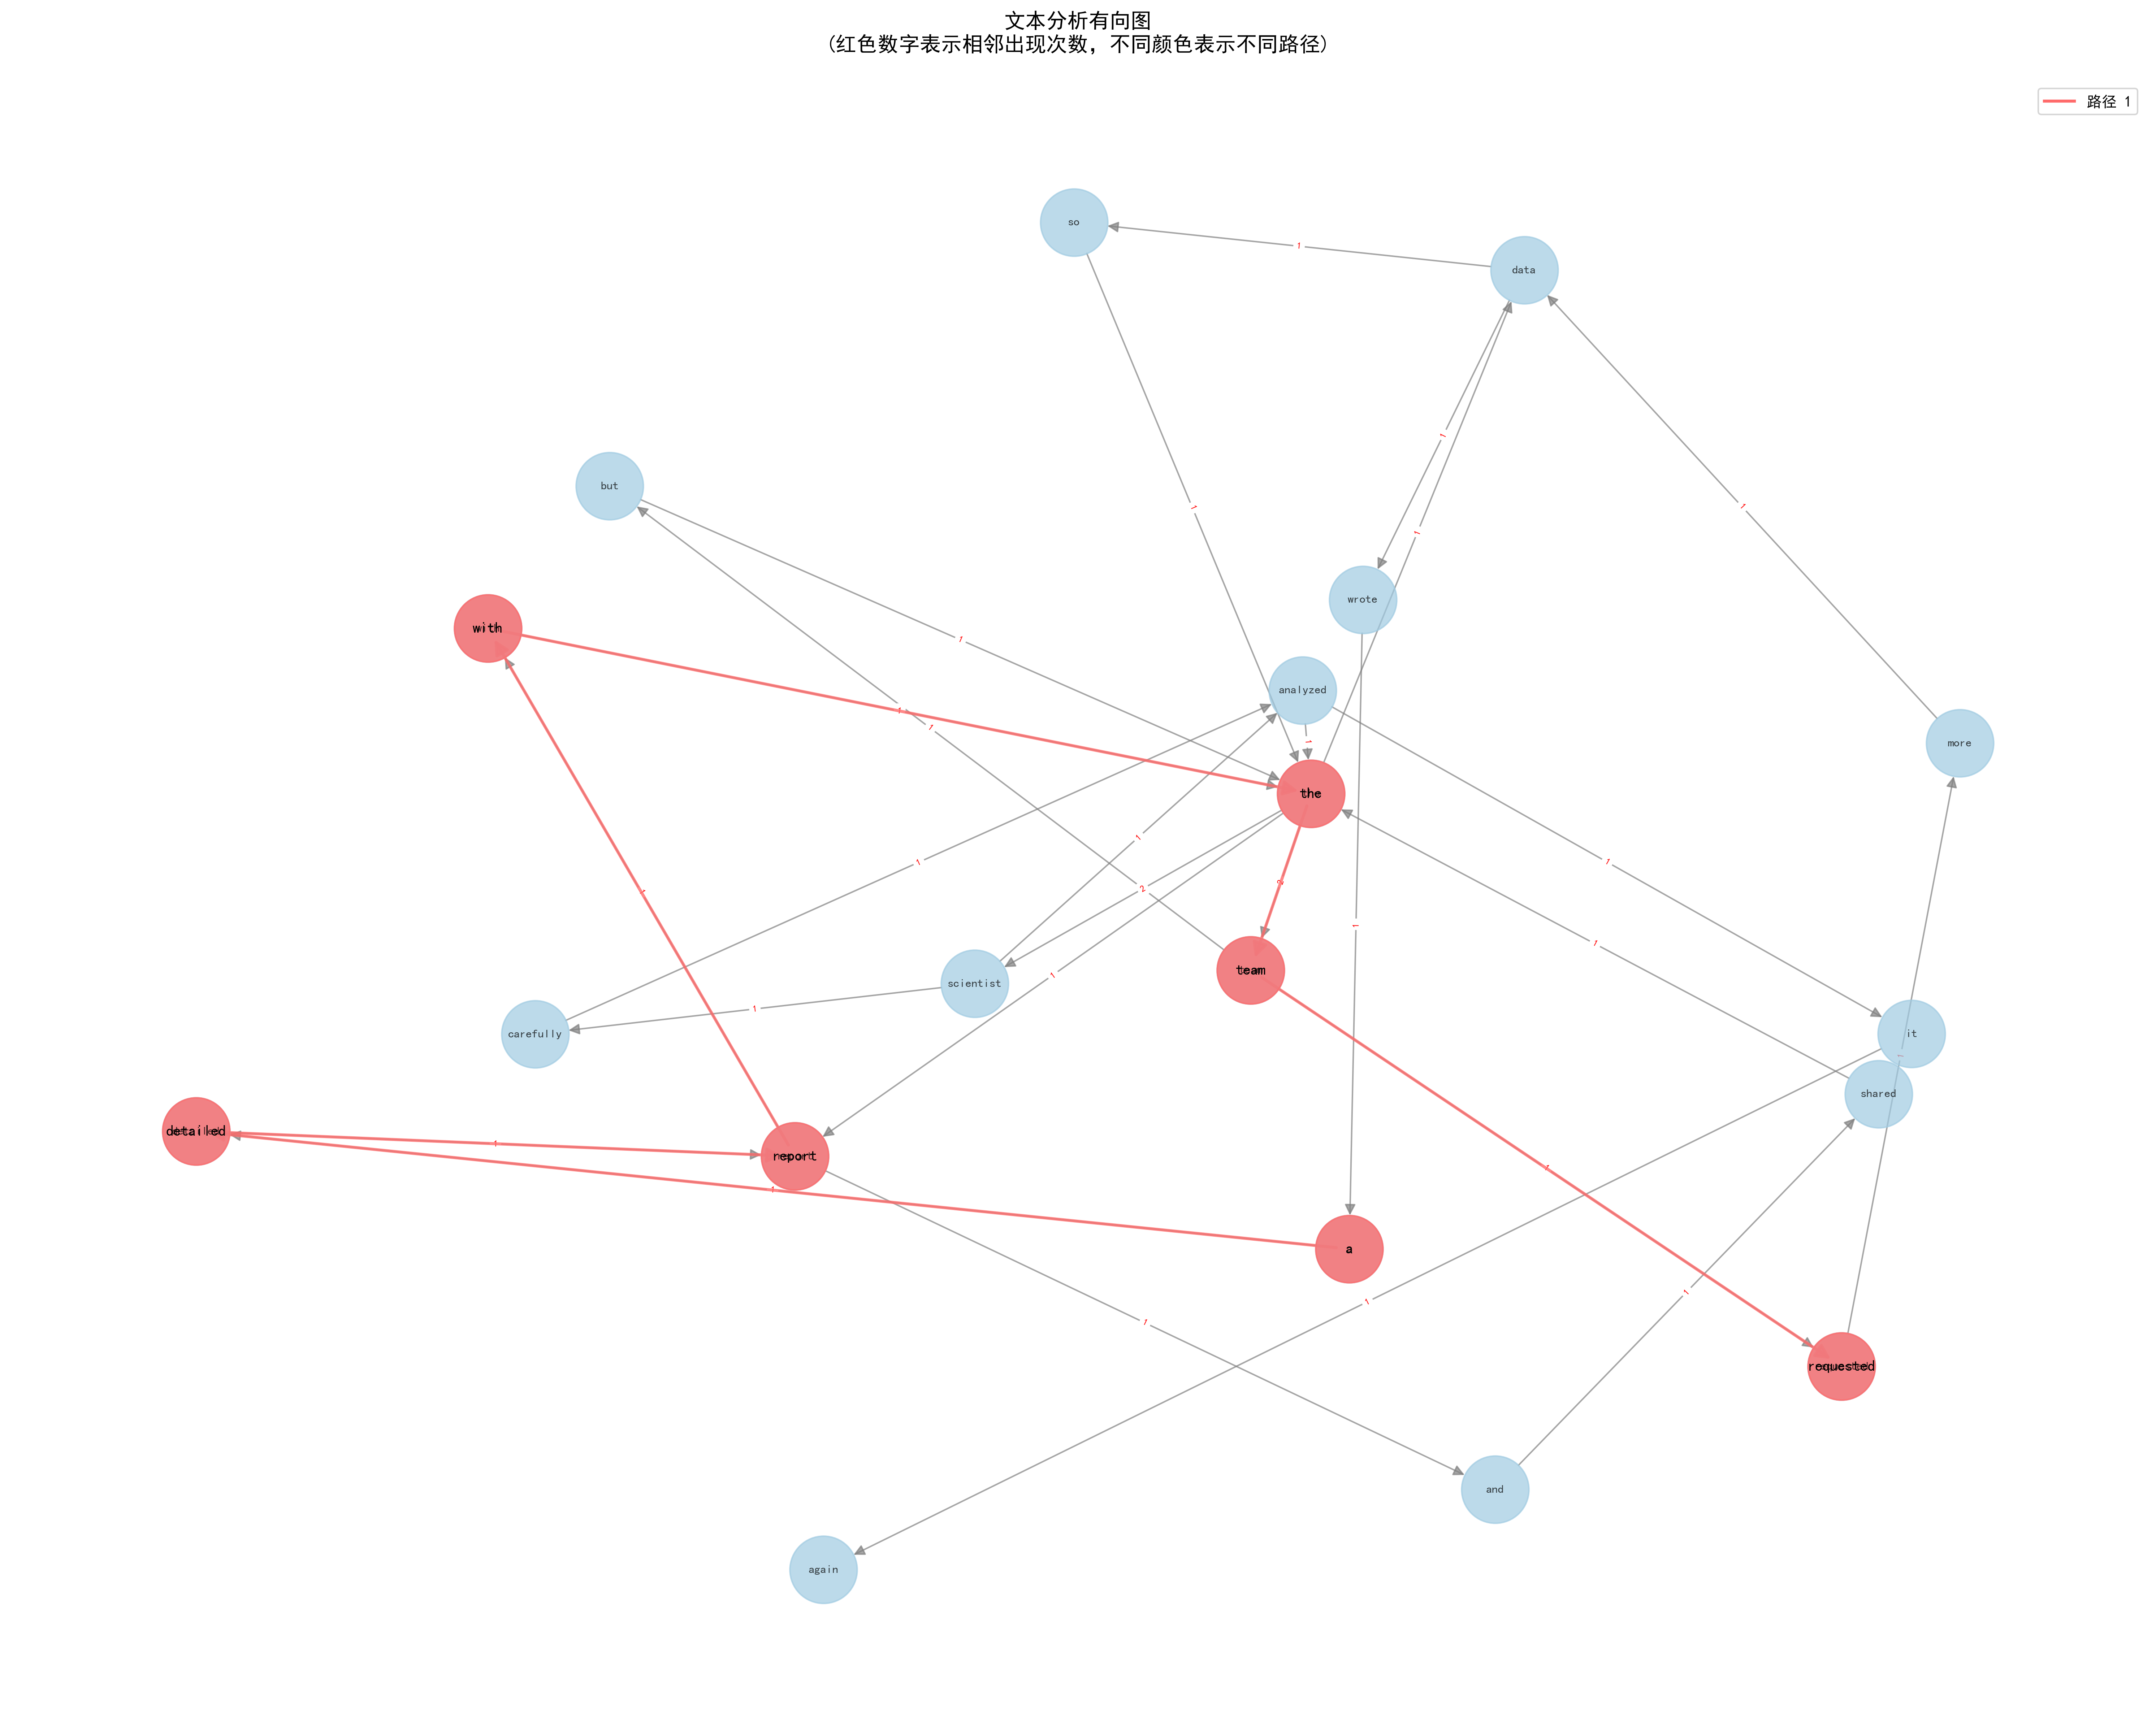 文本分析有向图
(红色数字表示相邻出现次数，不同颜色表示不同路径)
路径 1
so
data
1
1
but
1
1
1
wrote
with
1
analyzed
more
1
1
1
the
1
1
1
2
2
1
1
1
team
1
scientist
1
carefully
1
it
1
shared
detailed
1
report
1
1
a
1
1
1
requested
and
again